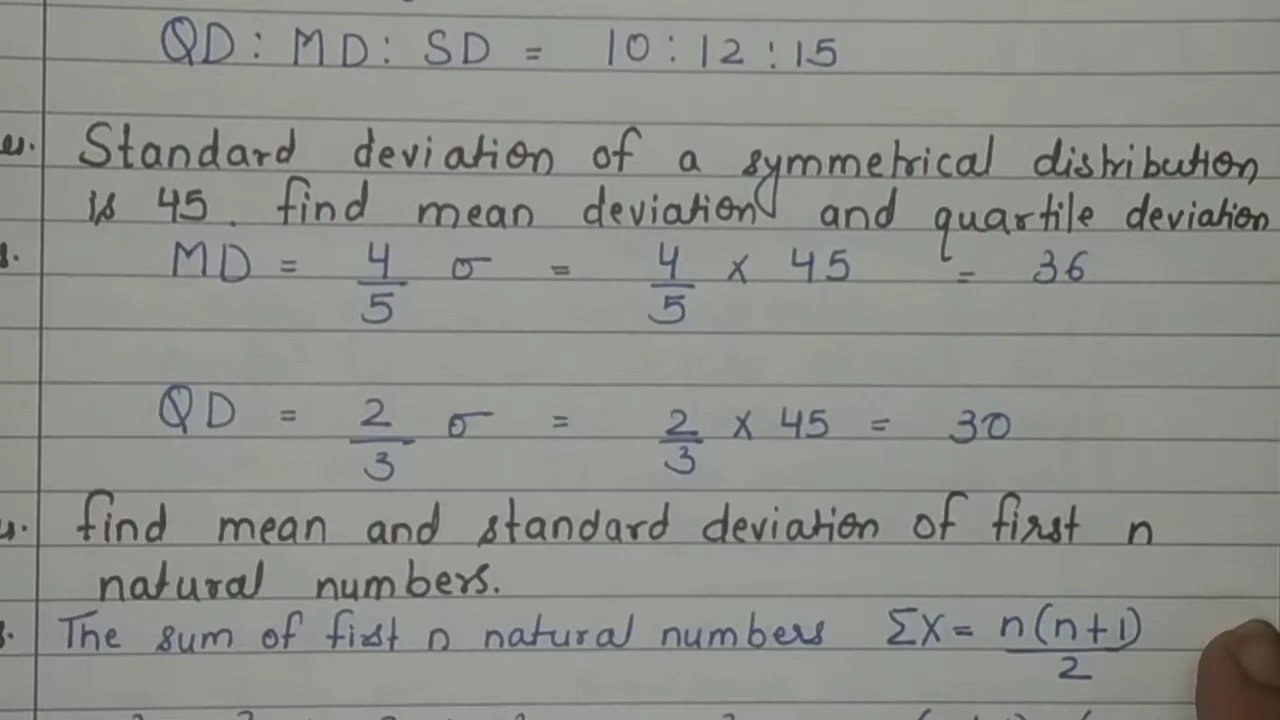 QD : MD : SD = 10 : 12 : 15
Standard deviation of a symmetrical distribution
is 45. find mean deviation and quartile deviation
MD = 4/5 σ = 4/5 × 45 = 36
QD = 2/3 σ = 2/3 × 45 = 30
find mean and standard deviation of first n
natural numbers.
The sum of first n natural numbers ΣX = n(n+1)/2